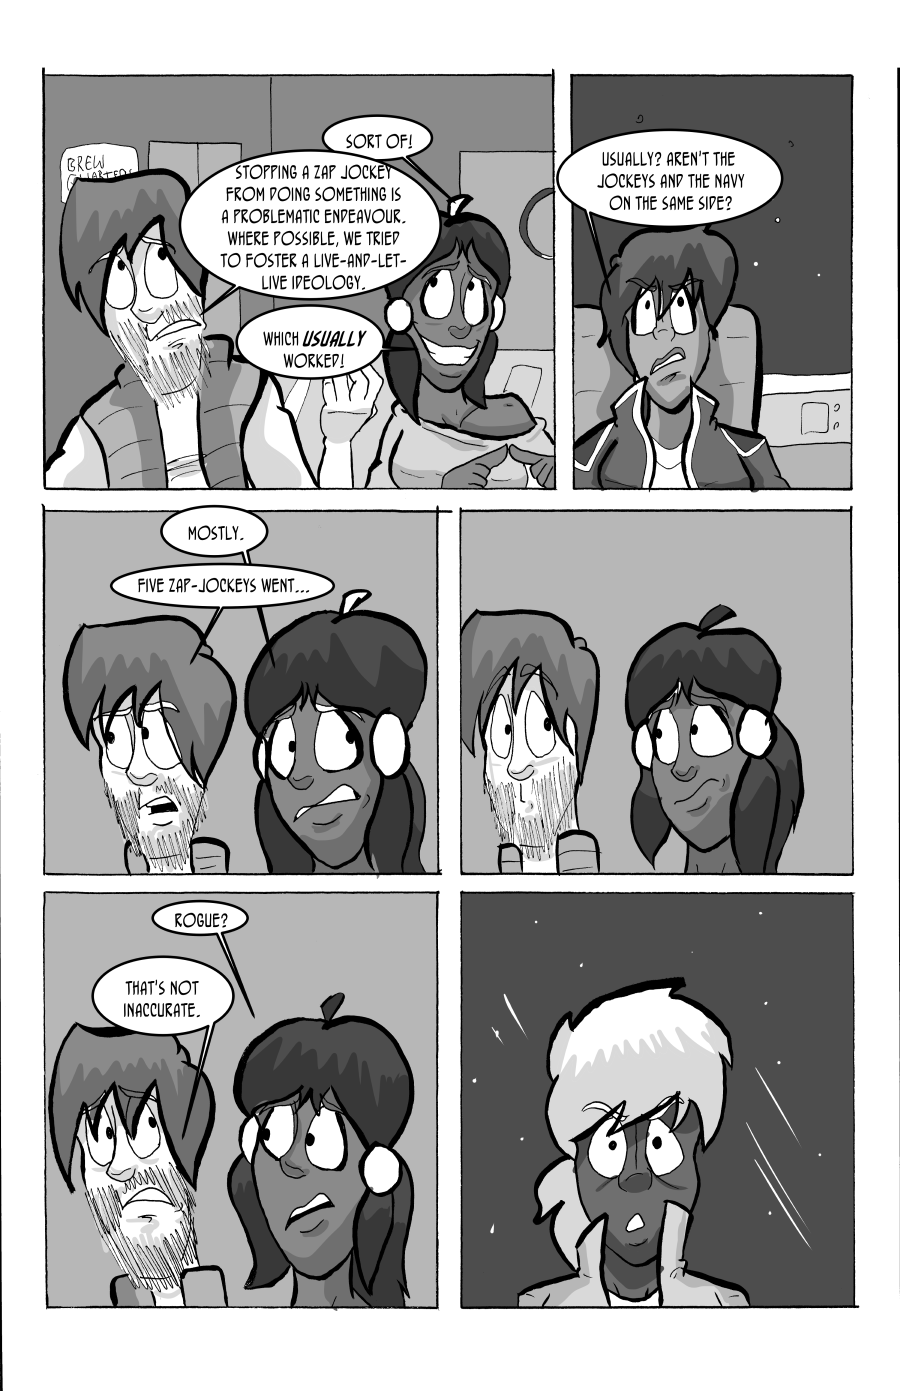 SORT OF!
BREW
QUARTERS
STOPPING A ZAP JOCKEY
FROM DOING SOMETHING IS
A PROBLEMATIC ENDEAVOUR.
WHERE POSSIBLE, WE TRIED
TO FOSTER A LIVE-AND-LET-
LIVE IDEOLOGY.
WHICH USUALLY
WORKED!
USUALLY? AREN'T THE
JOCKEYS AND THE NAVY
ON THE SAME SIDE?
MOSTLY.
FIVE ZAP-JOCKEYS WENT...
ROGUE?
THAT'S NOT
INACCURATE.